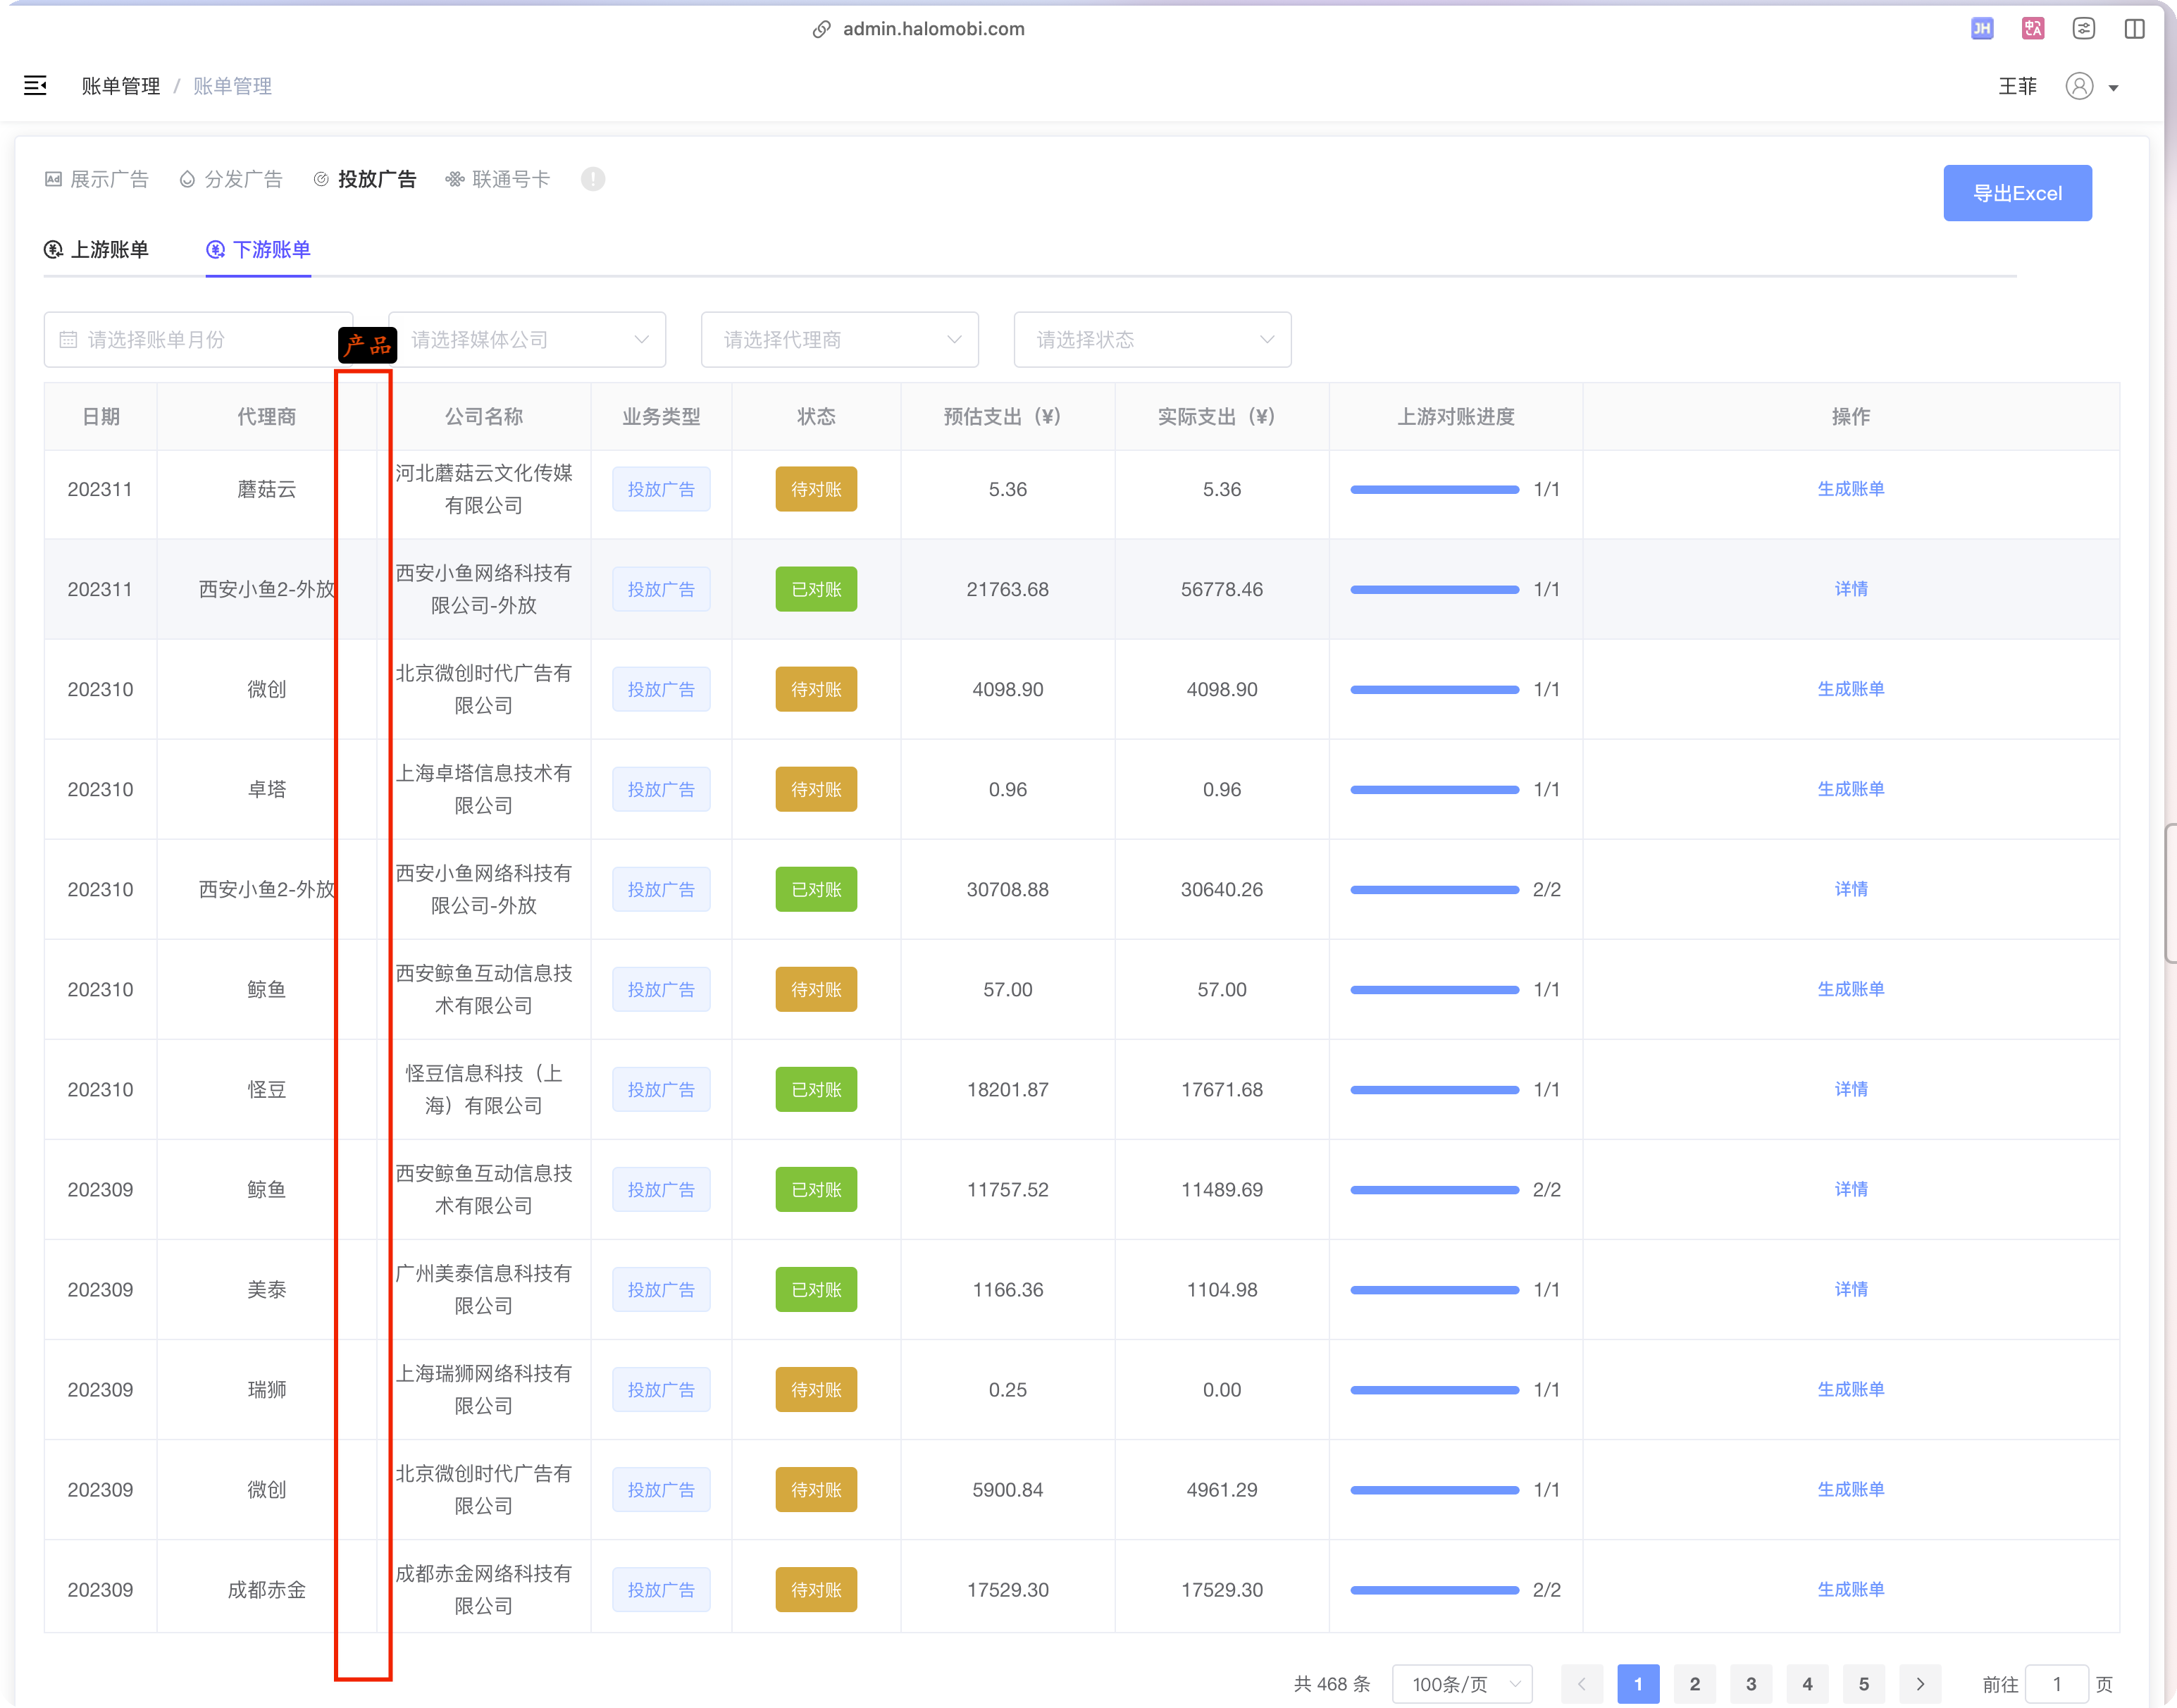 admin.halomobi.com
JH
账单管理 / 账单管理
王菲
展示广告 分发广告 投放广告 联通号卡
导出Excel
上游账单 下游账单
请选择账单月份 产品 请选择媒体公司 请选择代理商 请选择状态
日期 代理商 公司名称 业务类型 状态 预估支出（¥） 实际支出（¥） 上游对账进度 操作
202311 蘑菇云 河北蘑菇云文化传媒有限公司 投放广告 待对账 5.36 5.36 1/1 生成账单
202311 西安小鱼2-外放 西安小鱼网络科技有限公司-外放 投放广告 已对账 21763.68 56778.46 1/1 详情
202310 微创 北京微创时代广告有限公司 投放广告 待对账 4098.90 4098.90 1/1 生成账单
202310 卓塔 上海卓塔信息技术有限公司 投放广告 待对账 0.96 0.96 1/1 生成账单
202310 西安小鱼2-外放 西安小鱼网络科技有限公司-外放 投放广告 已对账 30708.88 30640.26 2/2 详情
202310 鲸鱼 西安鲸鱼互动信息技术有限公司 投放广告 待对账 57.00 57.00 1/1 生成账单
202310 怪豆 怪豆信息科技（上海）有限公司 投放广告 已对账 18201.87 17671.68 1/1 详情
202309 鲸鱼 西安鲸鱼互动信息技术有限公司 投放广告 已对账 11757.52 11489.69 2/2 详情
202309 美泰 广州美泰信息科技有限公司 投放广告 已对账 1166.36 1104.98 1/1 详情
202309 瑞狮 上海瑞狮网络科技有限公司 投放广告 待对账 0.25 0.00 1/1 生成账单
202309 微创 北京微创时代广告有限公司 投放广告 待对账 5900.84 4961.29 1/1 生成账单
202309 成都赤金 成都赤金网络科技有限公司 投放广告 待对账 17529.30 17529.30 2/2 生成账单
共 468 条 100条/页 1 2 3 4 5 前往 1 页